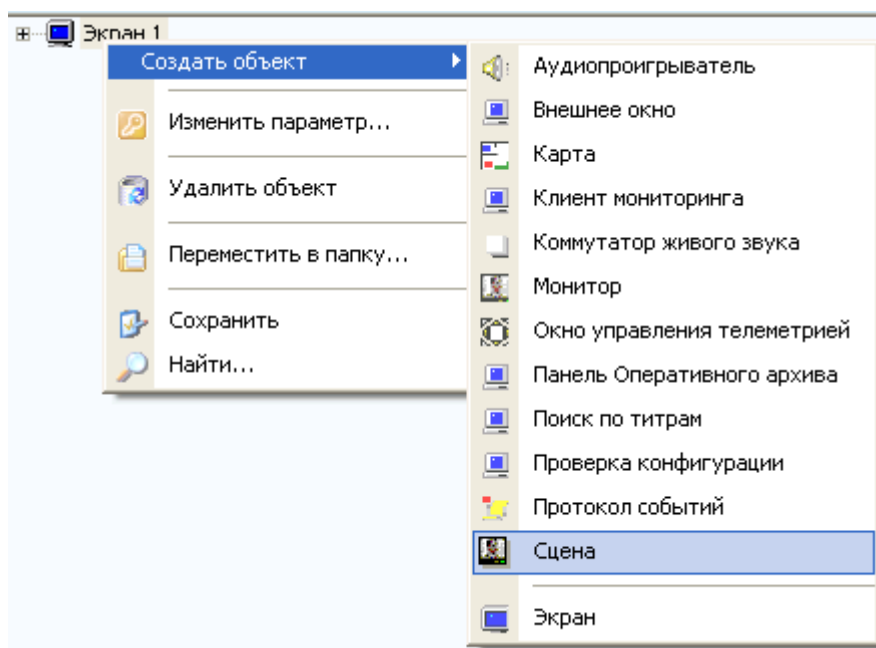 Экран 1
Создать объект
Изменить параметр...
Удалить объект
Переместить в папку...
Сохранить
Найти...
Аудиопроигрыватель
Внешнее окно
Карта
Клиент мониторинга
Коммутатор живого звука
Монитор
Окно управления телеметрией
Панель Оперативного архива
Поиск по титрам
Проверка конфигурации
Протокол событий
Сцена
Экран